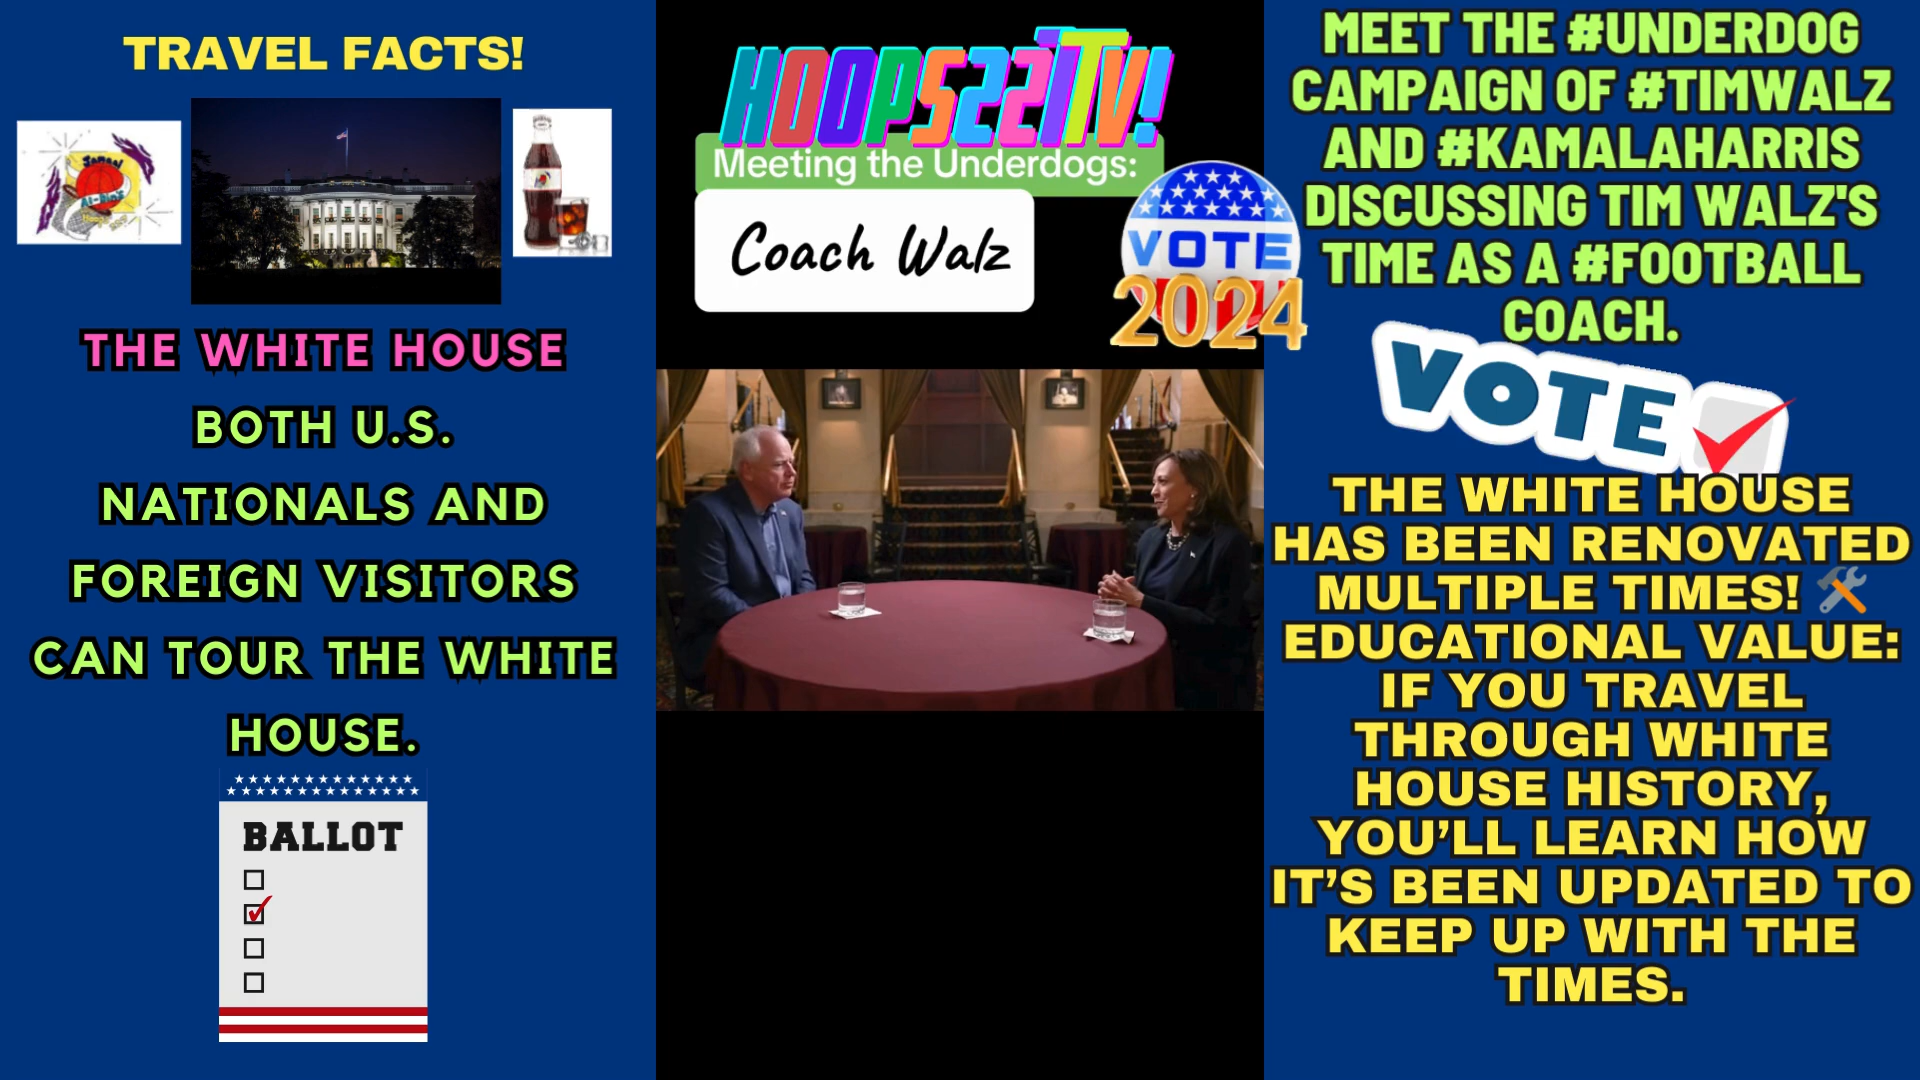 TRAVEL FACTS!
THE WHITE HOUSE
BOTH U.S.
NATIONALS AND
FOREIGN VISITORS
CAN TOUR THE WHITE
HOUSE.
BALLOT
HOOPS22ITV!
Meeting the Underdogs:
Coach Walz
VOTE
2024
MEET THE #UNDERDOG
CAMPAIGN OF #TIMWALZ
AND #KAMALAHARRIS
DISCUSSING TIM WALZ'S
TIME AS A #FOOTBALL
COACH.
VOTE
THE WHITE HOUSE
HAS BEEN RENOVATED
MULTIPLE TIMES! 🛠️
EDUCATIONAL VALUE:
IF YOU TRAVEL
THROUGH WHITE
HOUSE HISTORY,
YOU’LL LEARN HOW
IT’S BEEN UPDATED TO
KEEP UP WITH THE
TIMES.